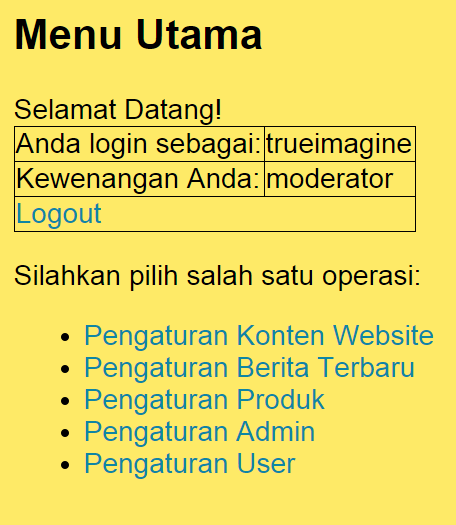 Menu Utama
Selamat Datang!
Anda login sebagai: trueimagine
Kewenangan Anda: moderator
Logout
Silahkan pilih salah satu operasi:
Pengaturan Konten Website
Pengaturan Berita Terbaru
Pengaturan Produk
Pengaturan Admin
Pengaturan User